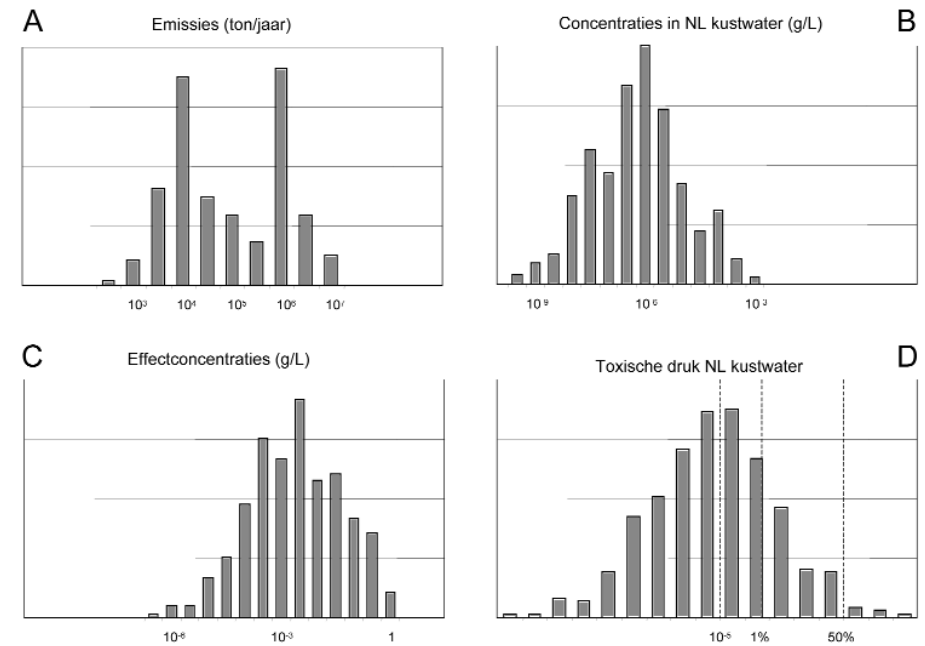 A
Emissies (ton/jaar)
10³ 10⁴ 10⁵ 10⁶ 10⁷
Concentraties in NL kustwater (g/L)
B
10⁻⁹ 10⁻⁶ 10⁻³
C
Effectconcentraties (g/L)
10⁻⁶ 10⁻³ 1
Toxische druk NL kustwater
D
10⁻⁵ 1% 50%